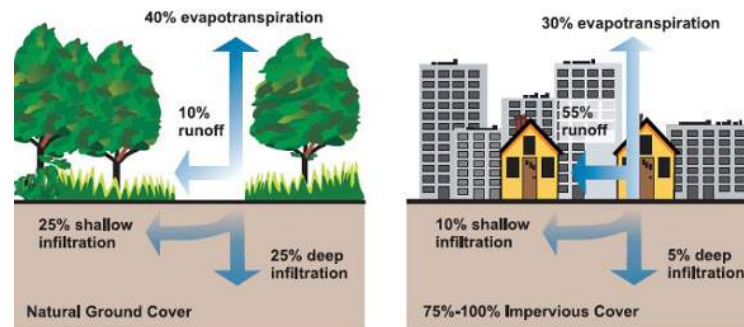 40% evapotranspiration
10%
runoff
25% shallow
infiltration
25% deep
infiltration
Natural Ground Cover
30% evapotranspiration
55%
runoff
10% shallow
infiltration
5% deep
infiltration
75%-100% Impervious Cover